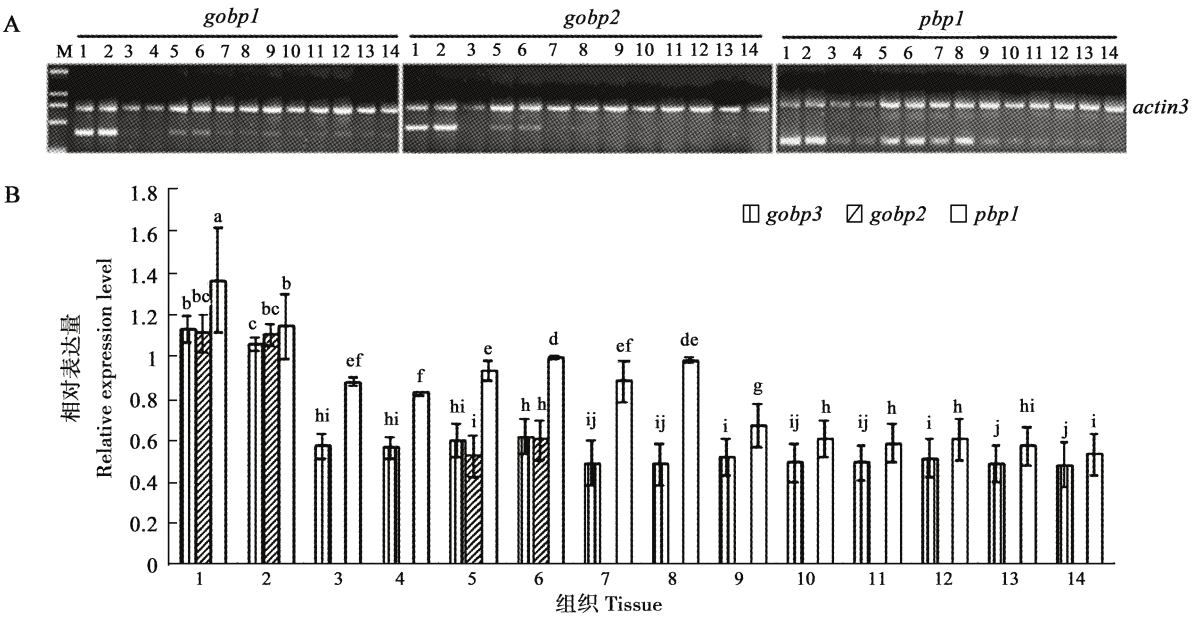 A
gobp1 gobp2 pbp1
M 1 2 3 4 5 6 7 8 9 10 11 12 13 14 1 2 3 5 6 7 8 9 10 11 12 13 14 1 2 3 4 5 6 7 8 9 10 11 12 13 14
actin3
B
相对表达量
Relative expression level
1.8
1.6
1.4
1.2
1
0.8
0.6
0.4
0.2
0
gobp3 gobp2 pbp1
b bc a
c bc b
hi ef
hi f
hi i e
h h d
ij ef
ij de
i g
ij h
ij h
i h
j hi
j i
1 2 3 4 5 6 7 8 9 10 11 12 13 14
组织 Tissue